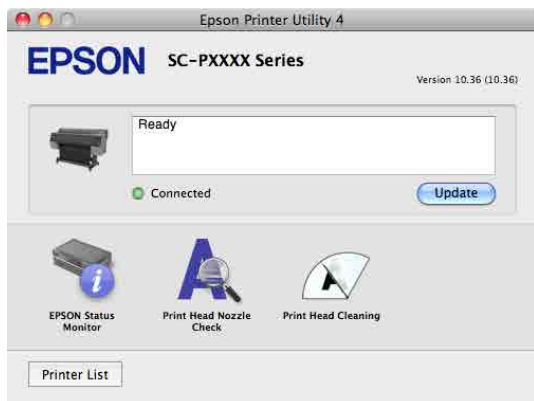 Epson Printer Utility 4
EPSON
SC-PXXXX Series
Version 10.36 (10.36)
Ready
Connected
Update
A
A
i
EPSON Status
Monitor
Print Head Nozzle
Check
Print Head Cleaning
Printer List